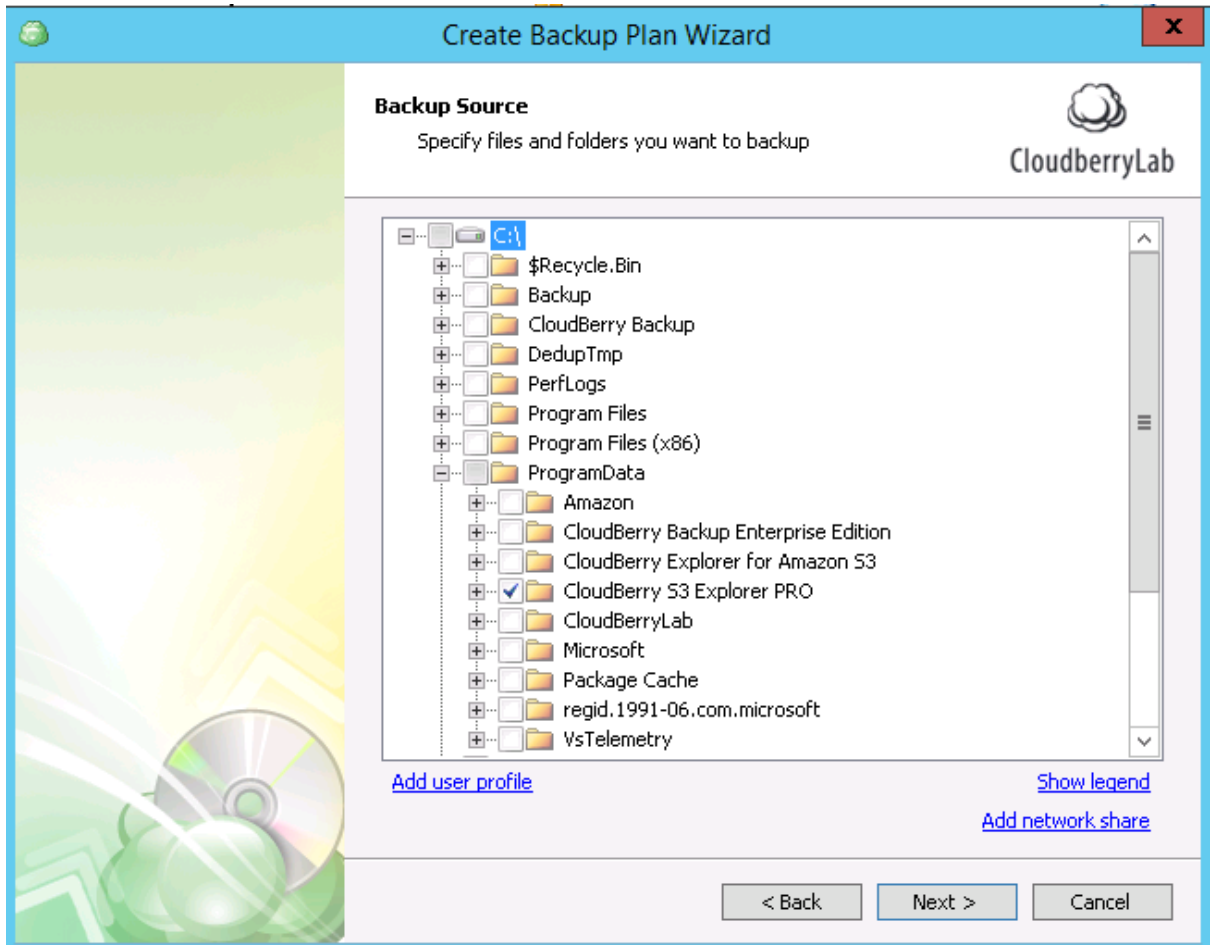 Create Backup Plan Wizard
x
Backup Source
Specify files and folders you want to backup
CloudberryLab
C:\
$Recycle.Bin
Backup
CloudBerry Backup
DedupTmp
PerfLogs
Program Files
Program Files (x86)
ProgramData
Amazon
CloudBerry Backup Enterprise Edition
CloudBerry Explorer for Amazon S3
CloudBerry S3 Explorer PRO
CloudBerryLab
Microsoft
Package Cache
regid.1991-06.com.microsoft
VsTelemetry
Add user profile
Show legend
Add network share
< Back
Next >
Cancel